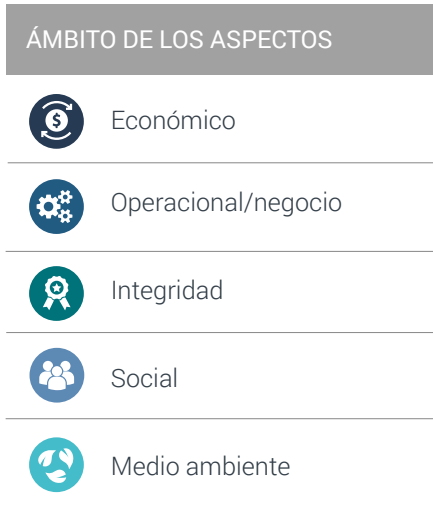 ÁMBITO DE LOS ASPECTOS
$
Económico
Operacional/negocio
Integridad
Social
Medio ambiente